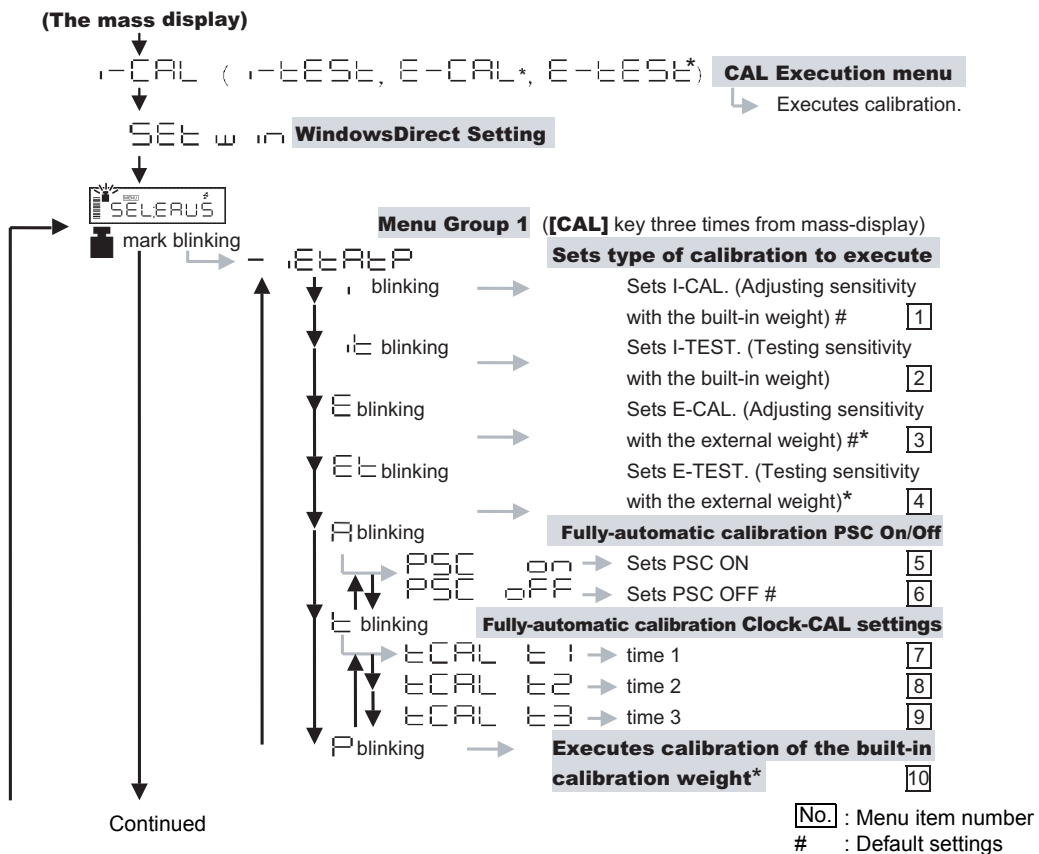 (The mass display)
i-CAL ( i-tESt, E-CAL*, E-tESt*) CAL Execution menu
Executes calibration.
SEt w in WindowsDirect Setting
MENU
SEL:EAUS
Menu Group 1 ([CAL] key three times from mass-display)
mark blinking
- iEtAtP Sets type of calibration to execute
i blinking Sets I-CAL. (Adjusting sensitivity
with the built-in weight) # 1
it blinking Sets I-TEST. (Testing sensitivity
with the built-in weight) 2
E blinking Sets E-CAL. (Adjusting sensitivity
with the external weight) #* 3
Et blinking Sets E-TEST. (Testing sensitivity
with the external weight)* 4
A blinking Fully-automatic calibration PSC On/Off
PSC on Sets PSC ON 5
PSC oFF Sets PSC OFF # 6
t blinking Fully-automatic calibration Clock-CAL settings
tCAL t1 time 1 7
tCAL t2 time 2 8
tCAL t3 time 3 9
P blinking Executes calibration of the built-in
calibration weight* 10
Continued
No. : Menu item number
# : Default settings